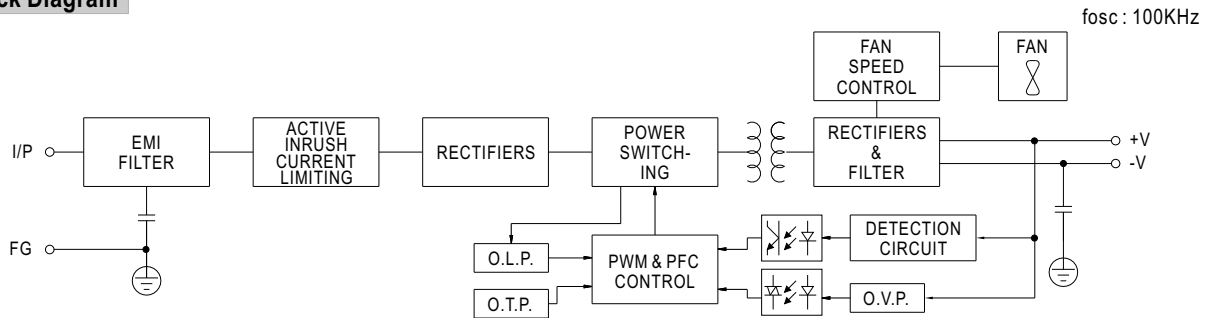 ck Diagram
fosc : 100KHz
FAN
SPEED
CONTROL
FAN
I/P
EMI
FILTER
ACTIVE
INRUSH
CURRENT
LIMITING
RECTIFIERS
POWER
SWITCH-
ING
RECTIFIERS
&
FILTER
+V
-V
FG
O.L.P.
O.T.P.
PWM & PFC
CONTROL
DETECTION
CIRCUIT
O.V.P.